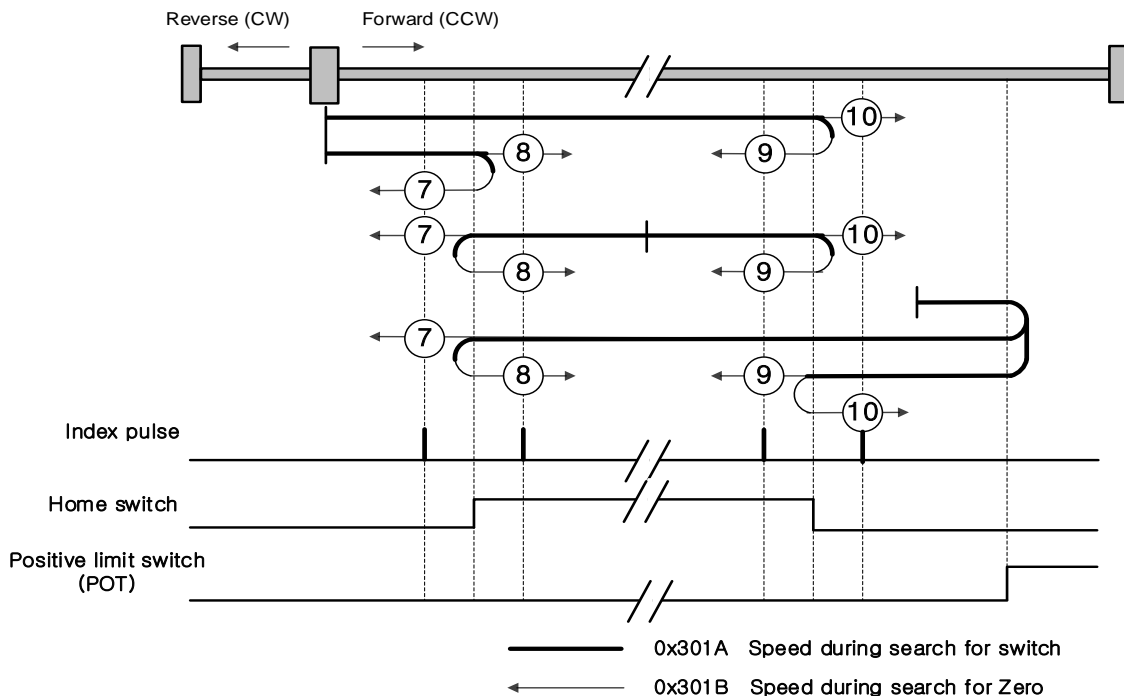 Reverse (CW) Forward (CCW)
10
8 9
7
7 10
8 9
7
8 9
10
Index pulse
Home switch
Positive limit switch
(POT)
0x301A Speed during search for switch
0x301B Speed during search for Zero